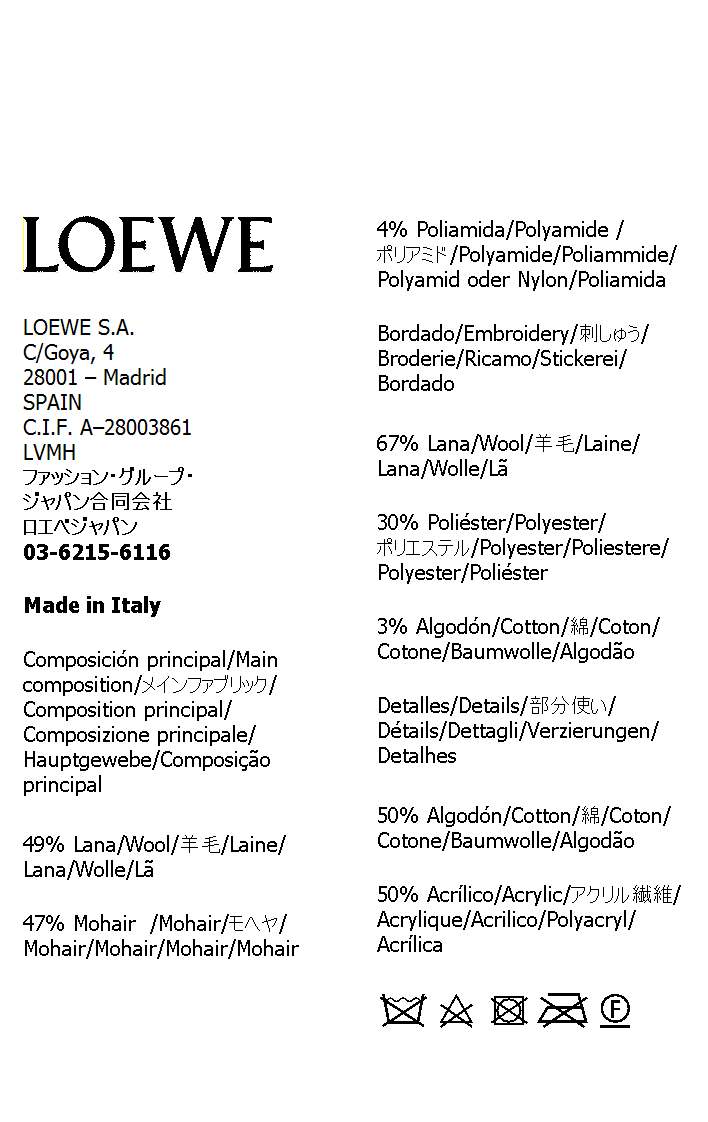 LOEWE
LOEWE S.A.
C/Goya, 4
28001 – Madrid
SPAIN
C.I.F. A–28003861
LVMH
ファッション・グループ・
ジャパン合同会社
ロエベジャパン
03-6215-6116
Made in Italy
Composición principal/Main
composition/メインファブリック/
Composition principal/
Composizione principale/
Hauptgewebe/Composição
principal
49% Lana/Wool/羊毛/Laine/
Lana/Wolle/Lã
47% Mohair /Mohair/モヘヤ/
Mohair/Mohair/Mohair/Mohair
4% Poliamida/Polyamide /
ポリアミド/Polyamide/Poliammide/
Polyamid oder Nylon/Poliamida
Bordado/Embroidery/刺しゅう/
Broderie/Ricamo/Stickerei/
Bordado
67% Lana/Wool/羊毛/Laine/
Lana/Wolle/Lã
30% Poliéster/Polyester/
ポリエステル/Polyester/Poliestere/
Polyester/Poliéster
3% Algodón/Cotton/綿/Coton/
Cotone/Baumwolle/Algodão
Detalles/Details/部分使い/
Détails/Dettagli/Verzierungen/
Detalhes
50% Algodón/Cotton/綿/Coton/
Cotone/Baumwolle/Algodão
50% Acrílico/Acrylic/アクリル繊維/
Acrylique/Acrilico/Polyacryl/
Acrílica
F